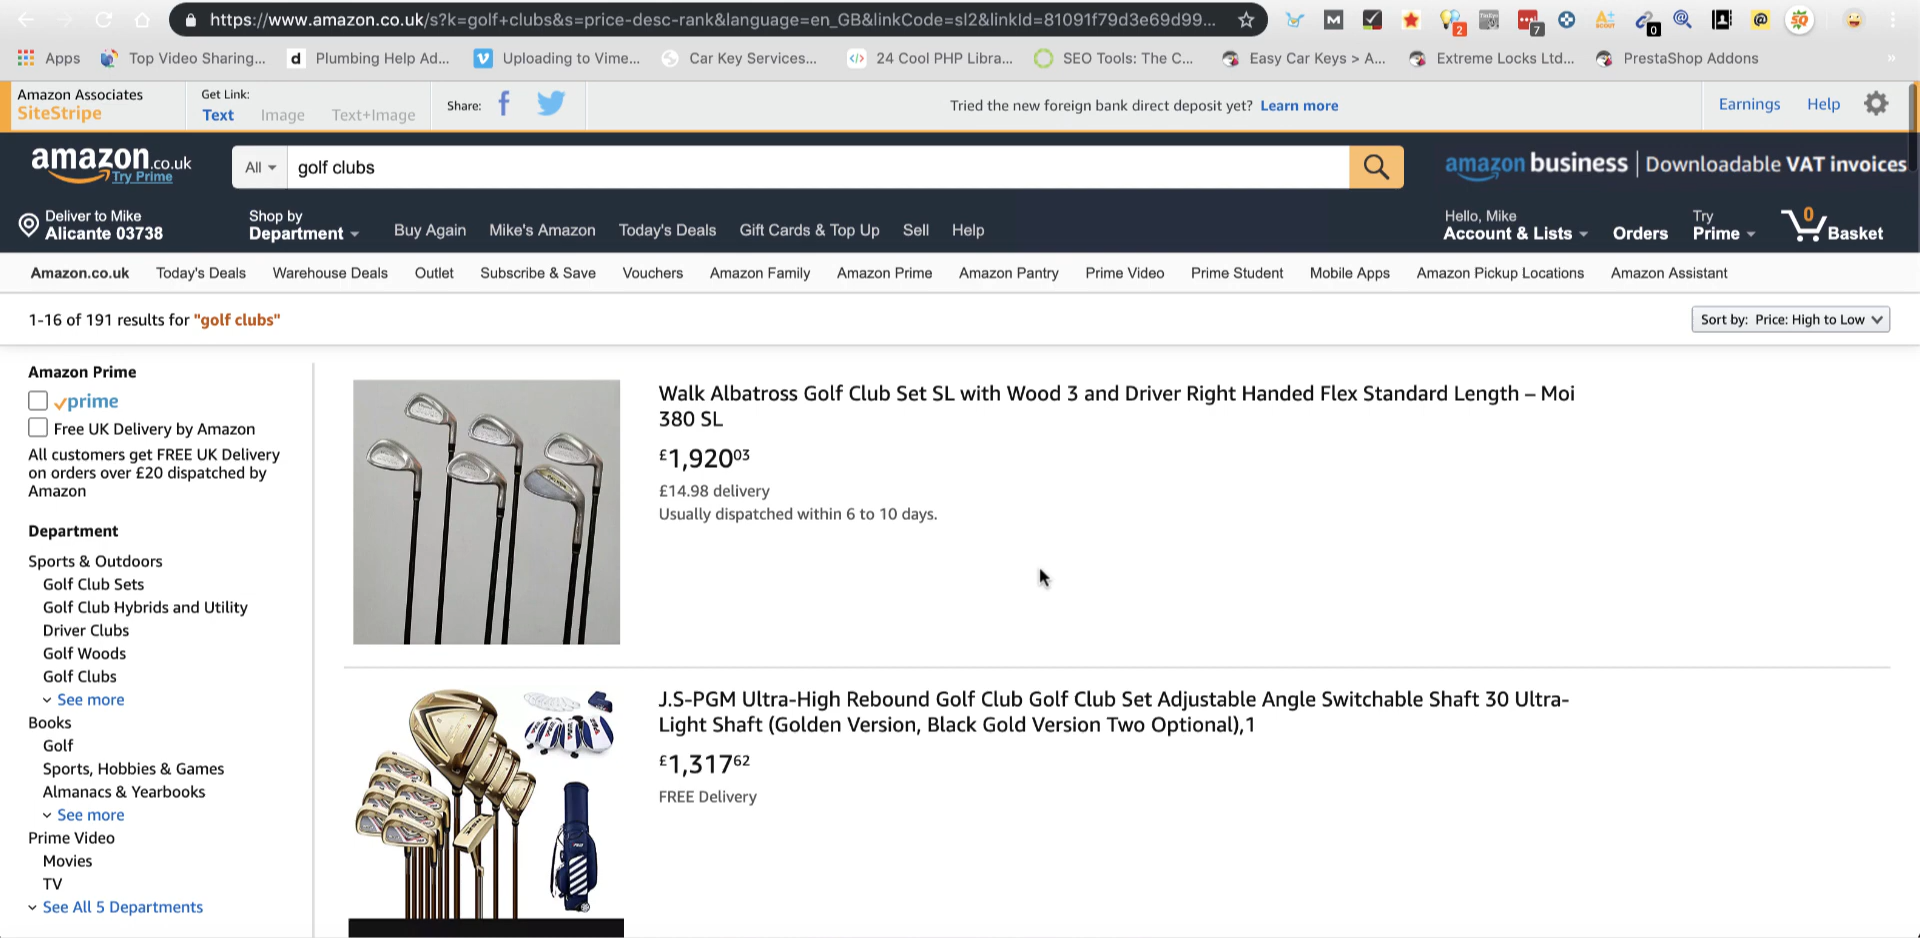 https://www.amazon.co.uk/s?k=golf+clubs&s=price-desc-rank&language=en_GB&linkCode=sl2&linkId=81091f79d3e69d99...
Apps Top Video Sharing... Plumbing Help Ad... Uploading to Vime... Car Key Services... 24 Cool PHP Libra... SEO Tools: The C... Easy Car Keys > A... Extreme Locks Ltd... PrestaShop Addons »
Amazon Associates
SiteStripe
Get Link:
Text Image Text+Image
Share:
Tried the new foreign bank direct deposit yet? Learn more
Earnings Help
amazon.co.uk
Try Prime
All
golf clubs
amazon business | Downloadable VAT invoices
Deliver to Mike
Alicante 03738
Shop by
Department
Buy Again Mike's Amazon Today's Deals Gift Cards & Top Up Sell Help
Hello, Mike
Account & Lists
Orders
Try
Prime
0
Basket
Amazon.co.uk Today's Deals Warehouse Deals Outlet Subscribe & Save Vouchers Amazon Family Amazon Prime Amazon Pantry Prime Video Prime Student Mobile Apps Amazon Pickup Locations Amazon Assistant
1-16 of 191 results for "golf clubs"
Sort by: Price: High to Low
Amazon Prime
prime
Free UK Delivery by Amazon
All customers get FREE UK Delivery
on orders over £20 dispatched by
Amazon
Department
Sports & Outdoors
Golf Club Sets
Golf Club Hybrids and Utility
Driver Clubs
Golf Woods
Golf Clubs
See more
Books
Golf
Sports, Hobbies & Games
Almanacs & Yearbooks
See more
Prime Video
Movies
TV
See All 5 Departments
Walk Albatross Golf Club Set SL with Wood 3 and Driver Right Handed Flex Standard Length – Moi
380 SL
£1,920.03
£14.98 delivery
Usually dispatched within 6 to 10 days.
J.S-PGM Ultra-High Rebound Golf Club Golf Club Set Adjustable Angle Switchable Shaft 30 Ultra-
Light Shaft (Golden Version, Black Gold Version Two Optional),1
£1,317.62
FREE Delivery